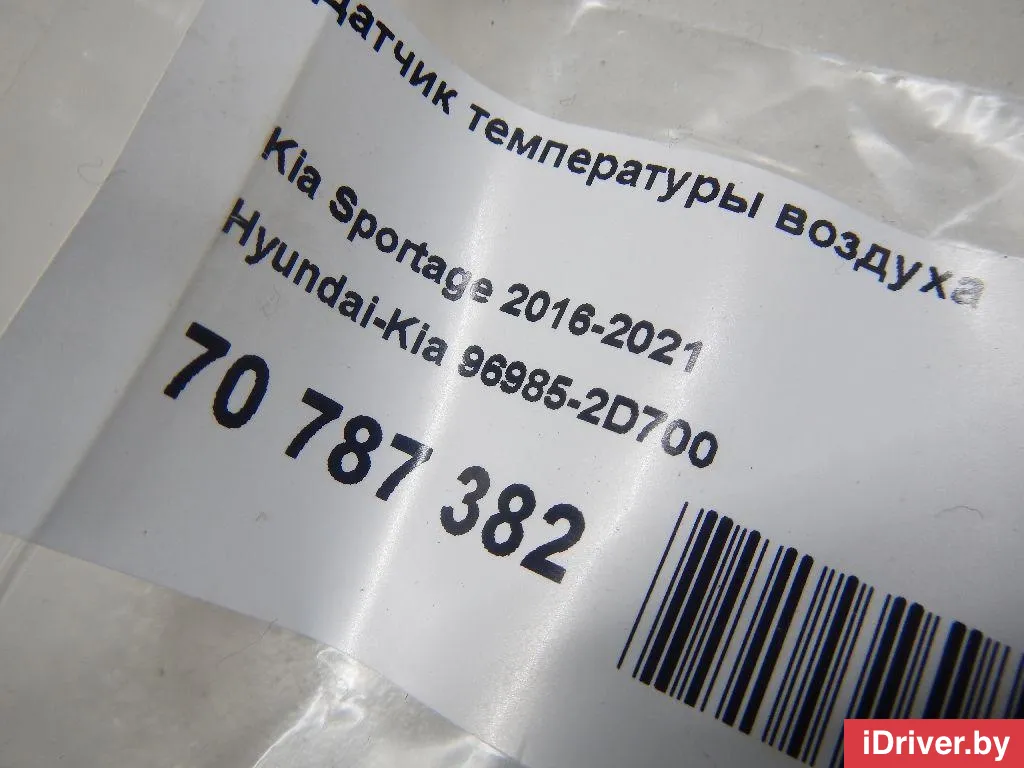 датчик температуры воздуха
Kia Sportage 2016-2021
Hyundai-Kia 96985-2D700
70 787 382
iDriver.by